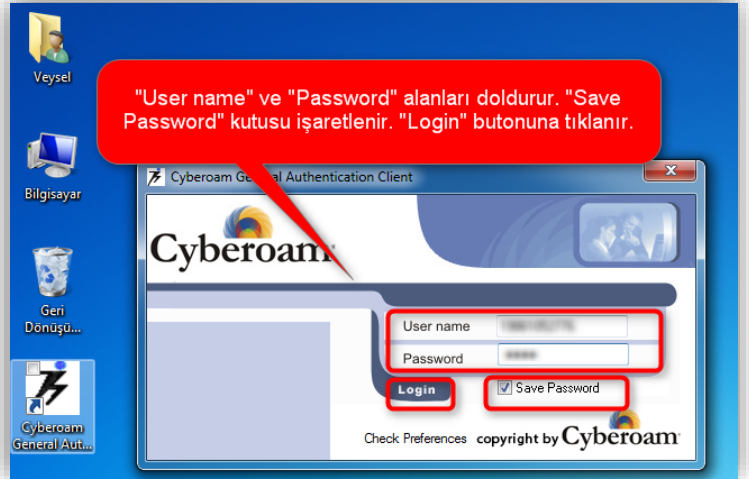 Veysel
"User name" ve "Password" alanları doldurur. "Save
Password" kutusu işaretlenir. "Login" butonuna tıklanır.
Bilgisayar
Cyberoam General Authentication Client
Cyberoam
Geri
Dönüşü...
User name
Password
Login
Save Password
Cyberoam
General Aut...
Check Preferences copyright by Cyberoam